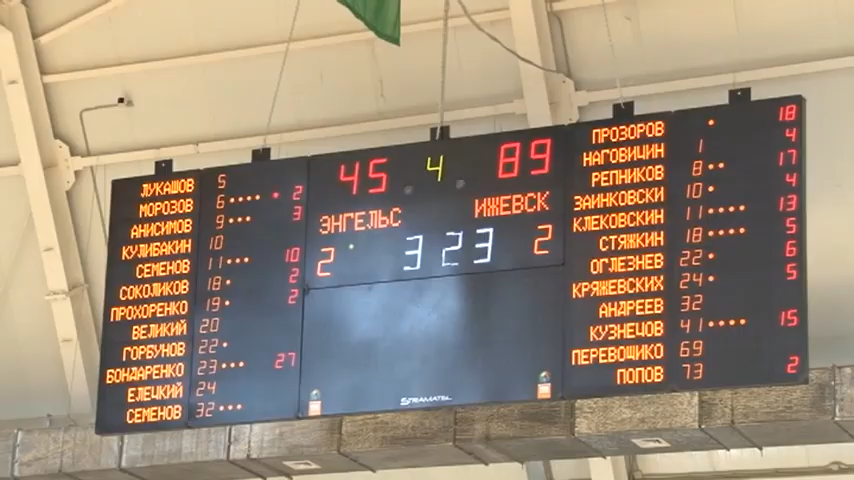 ЛУКАШОВ 5
МОРОЗОВ 6 2
АНИСИМОВ 9 3
КУЛИБАКИН 10
СЕМЕНОВ 11 10
СОКОЛИКОВ 18 2
ПРОХОРЕНКО 19 2
ВЕЛИКИЙ 20
ГОРБУНОВ 22
БОНДАРЕНКО 23 27
ЕЛЕЦКИЙ 24
СЕМЕНОВ 32
45 4 89
ЭНГЕЛЬС ИЖЕВСК
2 3 23 2
STRAMATEL
ПРОЗОРОВ 18
НАГОВИЧИН 1 4
РЕПНИКОВ 8 17
ЗАИНКОВСКИ 10 4
КЛЕКОВСКИН 11 13
СТЯЖКИН 18 5
ОГЛЕЗНЕВ 22 6
КРЯЖЕВСКИХ 24 5
АНДРЕЕВ 32
КУЗНЕЦОВ 41 15
ПЕРЕВОЩИКО 69
ПОПОВ 73 2